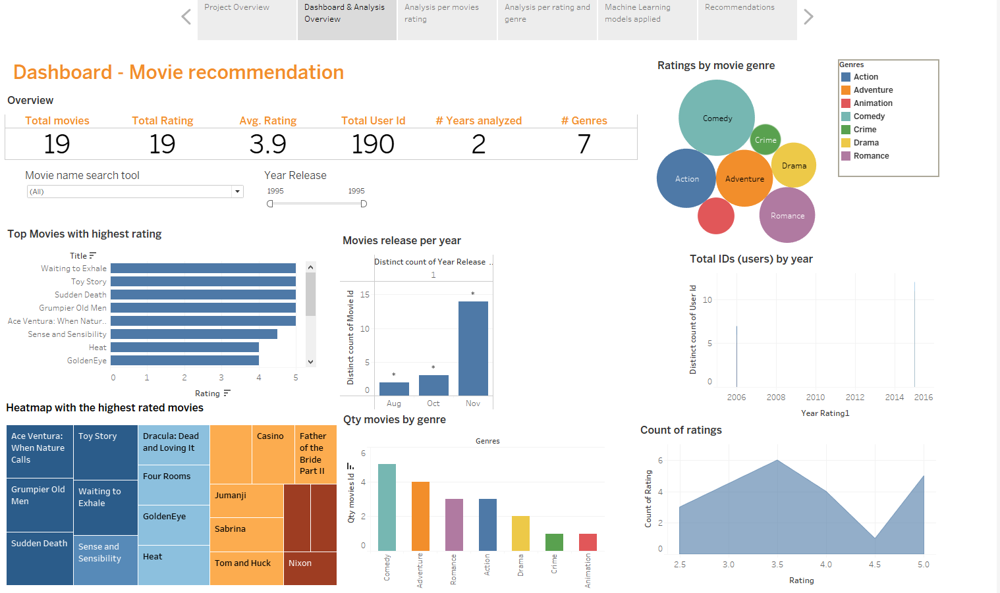 Project Overview
Dashboard & Analysis
Overview
Analysis per movies
rating
Analysis per rating and
genre
Machine Learning
models applied
Recommendations
Dashboard - Movie recommendation
Overview
Total movies
Total Rating
Avg. Rating
Total User Id
# Years analyzed
# Genres
19
19
3.9
190
2
7
Movie name search tool
(All)
Year Release
1995
1995
Ratings by movie genre
Comedy
Crime
Drama
Action
Adventure
Romance
Genres
Action
Adventure
Animation
Comedy
Crime
Drama
Romance
Top Movies with highest rating
Title
Waiting to Exhale
Toy Story
Sudden Death
Grumpier Old Men
Ace Ventura: When Natur..
Sense and Sensibility
Heat
GoldenEye
0 1 2 3 4 5
Rating
Movies release per year
Distinct count of Year Release ..
1
Distinct count of Movie Id
15
10
5
0
*
*
*
Aug Oct Nov
Total IDs (users) by year
Distinct count of User Id
10
5
0
2006 2008 2010 2012 2014 2016
Year Rating1
Heatmap with the highest rated movies
Ace Ventura:
When Nature
Calls
Grumpier Old
Men
Sudden Death
Toy Story
Waiting to
Exhale
Sense and
Sensibility
Dracula: Dead
and Loving It
Four Rooms
GoldenEye
Heat
Casino
Father
of the
Bride
Part II
Jumanji
Sabrina
Tom and Huck
Nixon
Qty movies by genre
Genres
Qty movies Id
6
4
2
0
Comedy
Adventure
Romance
Action
Drama
Crime
Animation
Count of ratings
Count of Rating
6
4
2
0
2.5 3.0 3.5 4.0 4.5 5.0
Rating